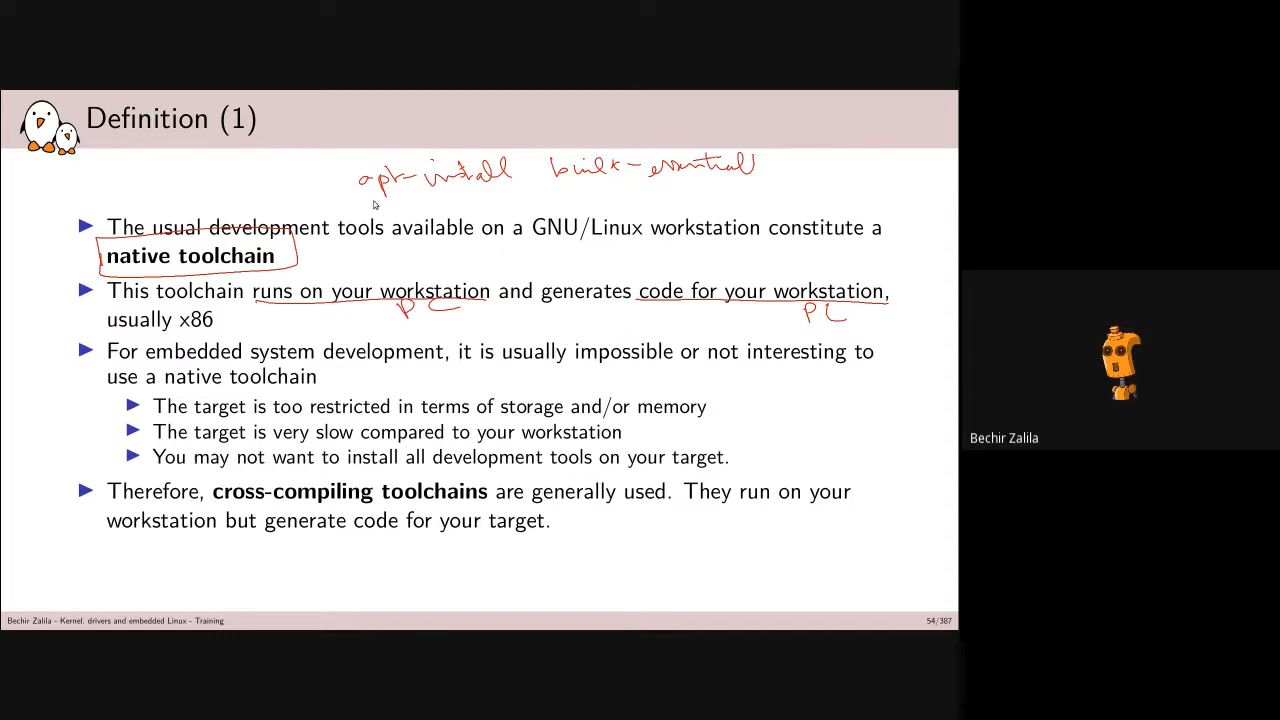 Definition (1)
apt-install build-essential
The usual development tools available on a GNU/Linux workstation constitute a
native toolchain
This toolchain runs on your workstation and generates code for your workstation,
PC PC
usually x86
For embedded system development, it is usually impossible or not interesting to
use a native toolchain
The target is too restricted in terms of storage and/or memory
The target is very slow compared to your workstation
You may not want to install all development tools on your target.
Therefore, cross-compiling toolchains are generally used. They run on your
workstation but generate code for your target.
Bechir Zalila - Kernel, drivers and embedded Linux - Training
54/387
Bechir Zalila